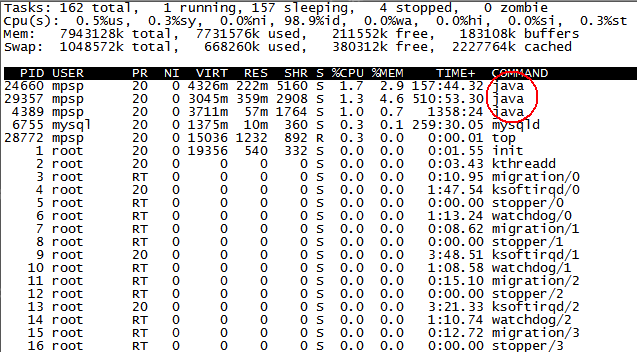 Tasks: 162 total,   1 running, 157 sleeping,   4 stopped,   0 zombie
Cpu(s):  0.5%us,  0.3%sy,  0.0%ni, 98.9%id,  0.0%wa,  0.0%hi,  0.0%si,  0.3%st
Mem:   7943128k total,  7731576k used,   211552k free,   183108k buffers
Swap:  1048572k total,   668260k used,   380312k free,  2227764k cached
PID USER PR NI VIRT RES SHR S %CPU %MEM TIME+ COMMAND
24660 mpsp 20 0 4326m 222m 5160 S 1.7 2.9 157:44.32 java
29357 mpsp 20 0 3045m 359m 2908 S 1.3 4.6 510:53.30 java
4389 mpsp 20 0 3711m 57m 1764 S 1.0 0.7 1358:24 java
6755 mysql 20 0 1375m 10m 360 S 0.3 0.1 259:30.05 mysqld
28772 mpsp 20 0 15036 1232 892 R 0.3 0.0 0:00.01 top
1 root 20 0 19356 540 332 S 0.0 0.0 0:01.55 init
2 root 20 0 0 0 0 S 0.0 0.0 0:03.43 kthreadd
3 root RT 0 0 0 0 S 0.0 0.0 0:10.95 migration/0
4 root 20 0 0 0 0 S 0.0 0.0 1:47.54 ksoftirqd/0
5 root RT 0 0 0 0 S 0.0 0.0 0:00.00 stopper/0
6 root RT 0 0 0 0 S 0.0 0.0 1:13.24 watchdog/0
7 root RT 0 0 0 0 S 0.0 0.0 0:08.62 migration/1
8 root RT 0 0 0 0 S 0.0 0.0 0:00.00 stopper/1
9 root 20 0 0 0 0 S 0.0 0.0 3:48.51 ksoftirqd/1
10 root RT 0 0 0 0 S 0.0 0.0 1:08.58 watchdog/1
11 root RT 0 0 0 0 S 0.0 0.0 0:15.10 migration/2
12 root RT 0 0 0 0 S 0.0 0.0 0:00.00 stopper/2
13 root 20 0 0 0 0 S 0.0 0.0 3:21.33 ksoftirqd/2
14 root RT 0 0 0 0 S 0.0 0.0 1:10.74 watchdog/2
15 root RT 0 0 0 0 S 0.0 0.0 0:12.72 migration/3
16 root RT 0 0 0 0 S 0.0 0.0 0:00.00 stopper/3